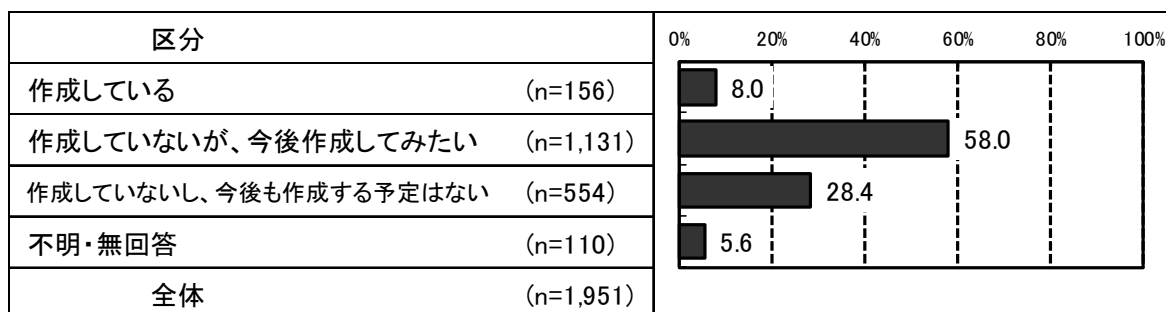 区分
0% 20% 40% 60% 80% 100%
作成している (n=156) 8.0
作成していないが、今後作成してみたい (n=1,131) 58.0
作成していないし、今後も作成する予定はない (n=554) 28.4
不明・無回答 (n=110) 5.6
全体 (n=1,951)